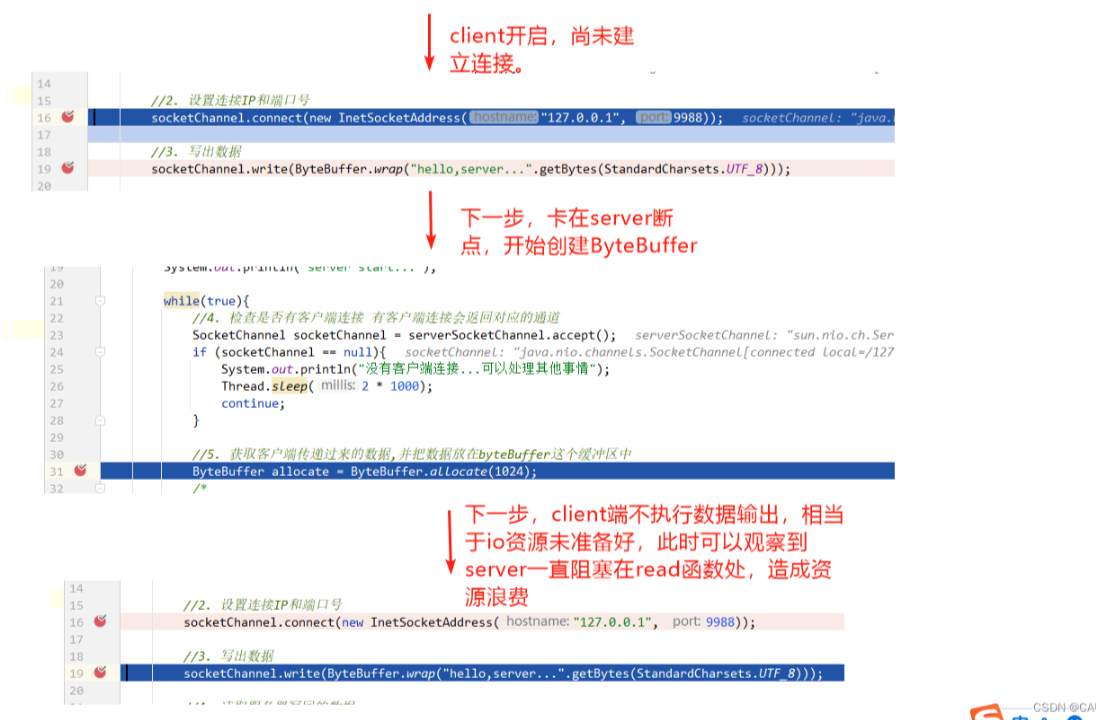 client开启，尚未建
立连接。
14
15 //2. 设置连接IP和端口号
16 socketChannel.connect(new InetSocketAddress( hostname: "127.0.0.1", port: 9988)); socketChannel: "java.
17
18 //3. 写出数据
19 socketChannel.write(ByteBuffer.wrap("hello,server...".getBytes(StandardCharsets.UTF_8)));
20
下一步，卡在server断
点，开始创建ByteBuffer
19 System.out.println("server start...");
20
21 while(true){
22 //4. 检查是否有客户端连接 有客户端连接会返回对应的通道
23 SocketChannel socketChannel = serverSocketChannel.accept(); serverSocketChannel: "sun.nio.ch.Ser
24 if (socketChannel == null){ socketChannel: "java.nio.channels.SocketChannel[connected local=/127
25 System.out.println("没有客户端连接...可以处理其他事情");
26 Thread.sleep( millis: 2 * 1000);
27 continue;
28 }
29
30 //5. 获取客户端传递过来的数据,并把数据放在byteBuffer这个缓冲区中
31 ByteBuffer allocate = ByteBuffer.allocate(1024);
32 /*
下一步，client端不执行数据输出，相当
于io资源未准备好，此时可以观察到
server一直阻塞在read函数处，造成资
源浪费
14
15 //2. 设置连接IP和端口号
16 socketChannel.connect(new InetSocketAddress( hostname: "127.0.0.1", port: 9988));
17
18 //3. 写出数据
19 socketChannel.write(ByteBuffer.wrap("hello,server...".getBytes(StandardCharsets.UTF_8)));
20
CSDN @CAU